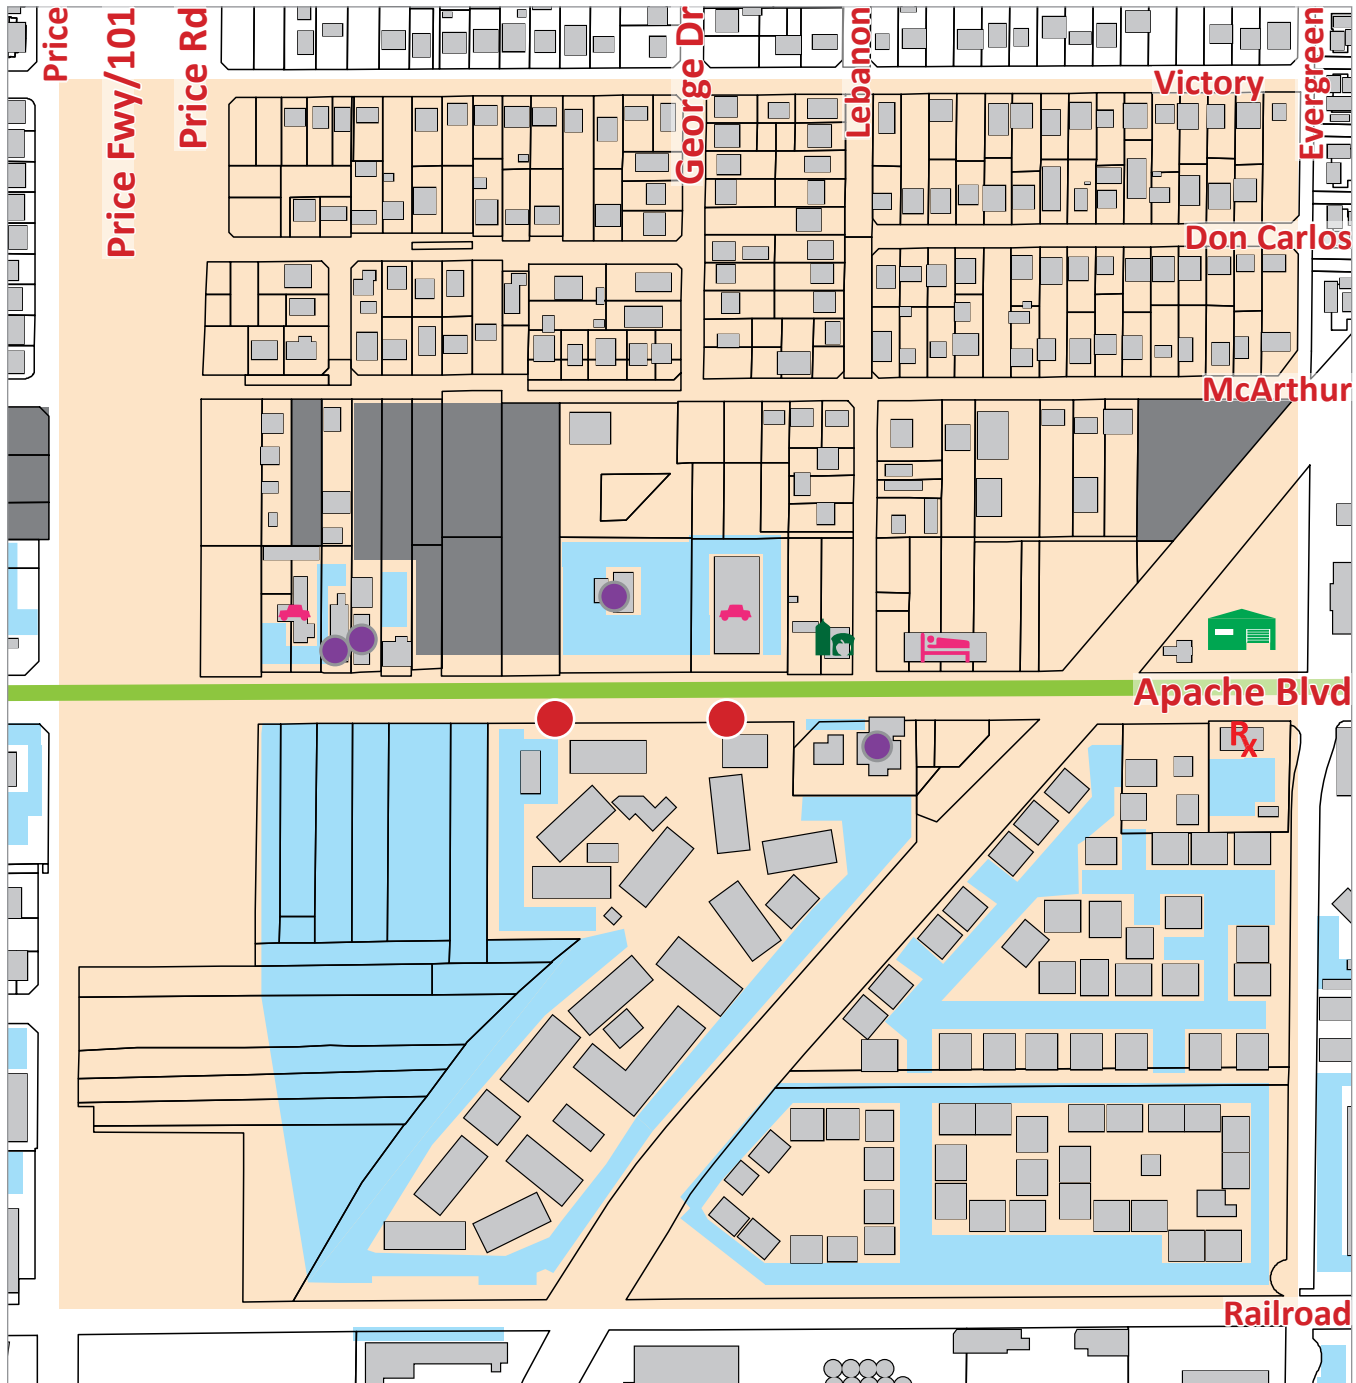 Price
Price Fwy/101
Price Rd
George Dr
Lebanon
Evergreen
Victory
Don Carlos
McArthur
Apache Blvd
Rx
Railroad